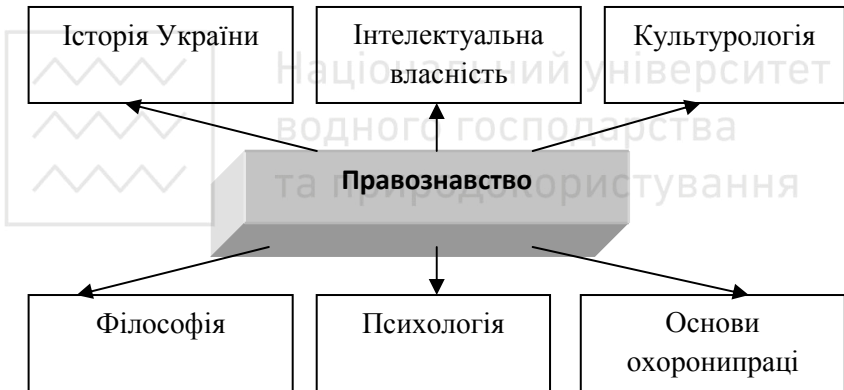 Історія України
Інтелектуальна
власність
Культурологія
Національний університет
водного господарства
та природокористування
Правознавство
Філософія
Психологія
Основи
охоронипраці